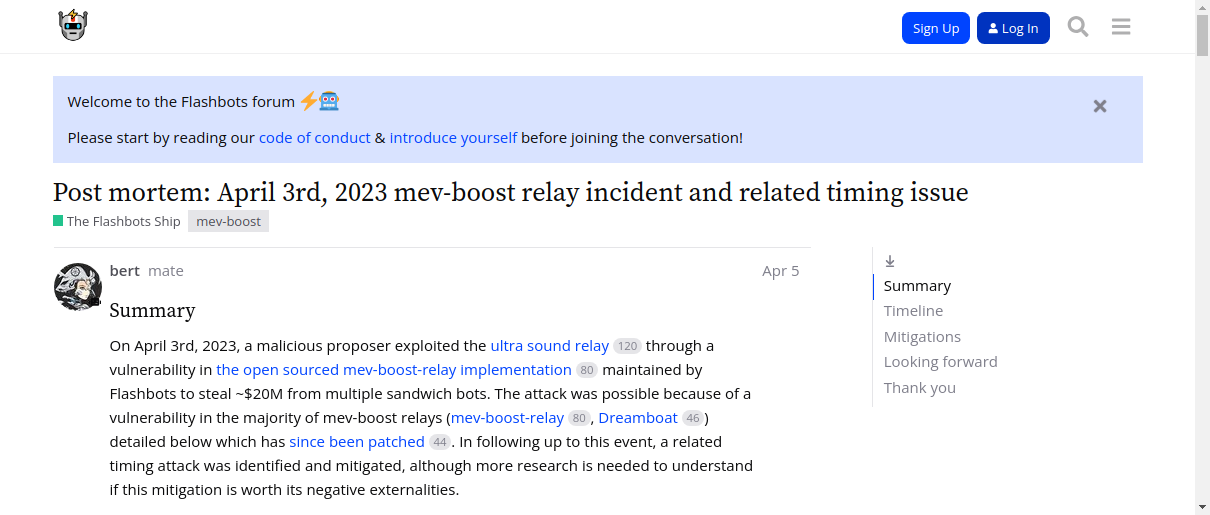 Sign Up
Log In
Welcome to the Flashbots forum
Please start by reading our code of conduct & introduce yourself before joining the conversation!
Post mortem: April 3rd, 2023 mev-boost relay incident and related timing issue
The Flashbots Ship mev-boost
bert mate Apr 5
Summary
On April 3rd, 2023, a malicious proposer exploited the ultra sound relay 120 through a
vulnerability in the open sourced mev-boost-relay implementation 80 maintained by
Flashbots to steal ~$20M from multiple sandwich bots. The attack was possible because of a
vulnerability in the majority of mev-boost relays (mev-boost-relay 80, Dreamboat 46)
detailed below which has since been patched 44. In following up to this event, a related
timing attack was identified and mitigated, although more research is needed to understand
if this mitigation is worth its negative externalities.
Summary
Timeline
Mitigations
Looking forward
Thank you